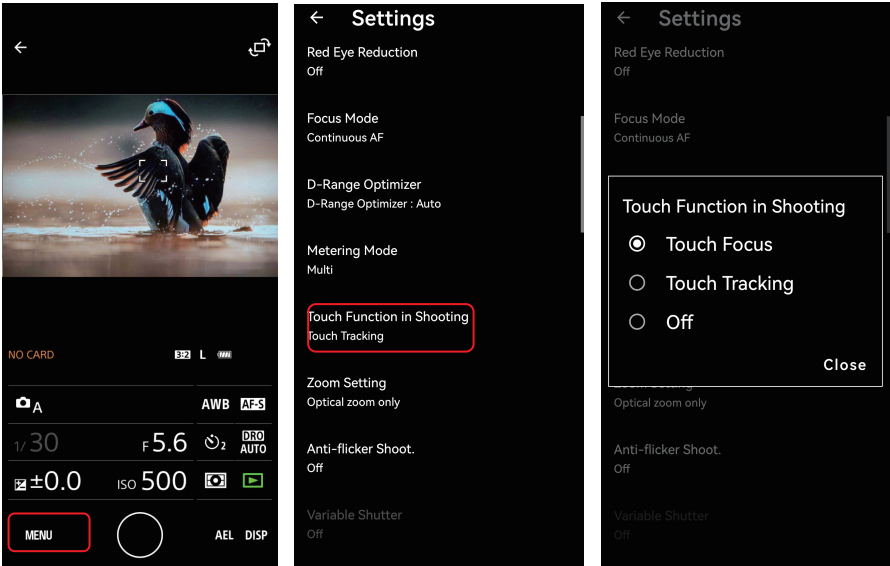 NO CARD
3:2 L
A
AWB AF-S
1/30 F5.6 2 DRO AUTO
±0.0 ISO 500
MENU
AEL DISP
Settings
Red Eye Reduction
Off
Focus Mode
Continuous AF
D-Range Optimizer
D-Range Optimizer : Auto
Metering Mode
Multi
Touch Function in Shooting
Touch Tracking
Zoom Setting
Optical zoom only
Anti-flicker Shoot.
Off
Variable Shutter
Off
Settings
Red Eye Reduction
Off
Focus Mode
Continuous AF
Touch Function in Shooting
Touch Focus
Touch Tracking
Off
Close
Optical zoom only
Anti-flicker Shoot.
Off
Variable Shutter
Off